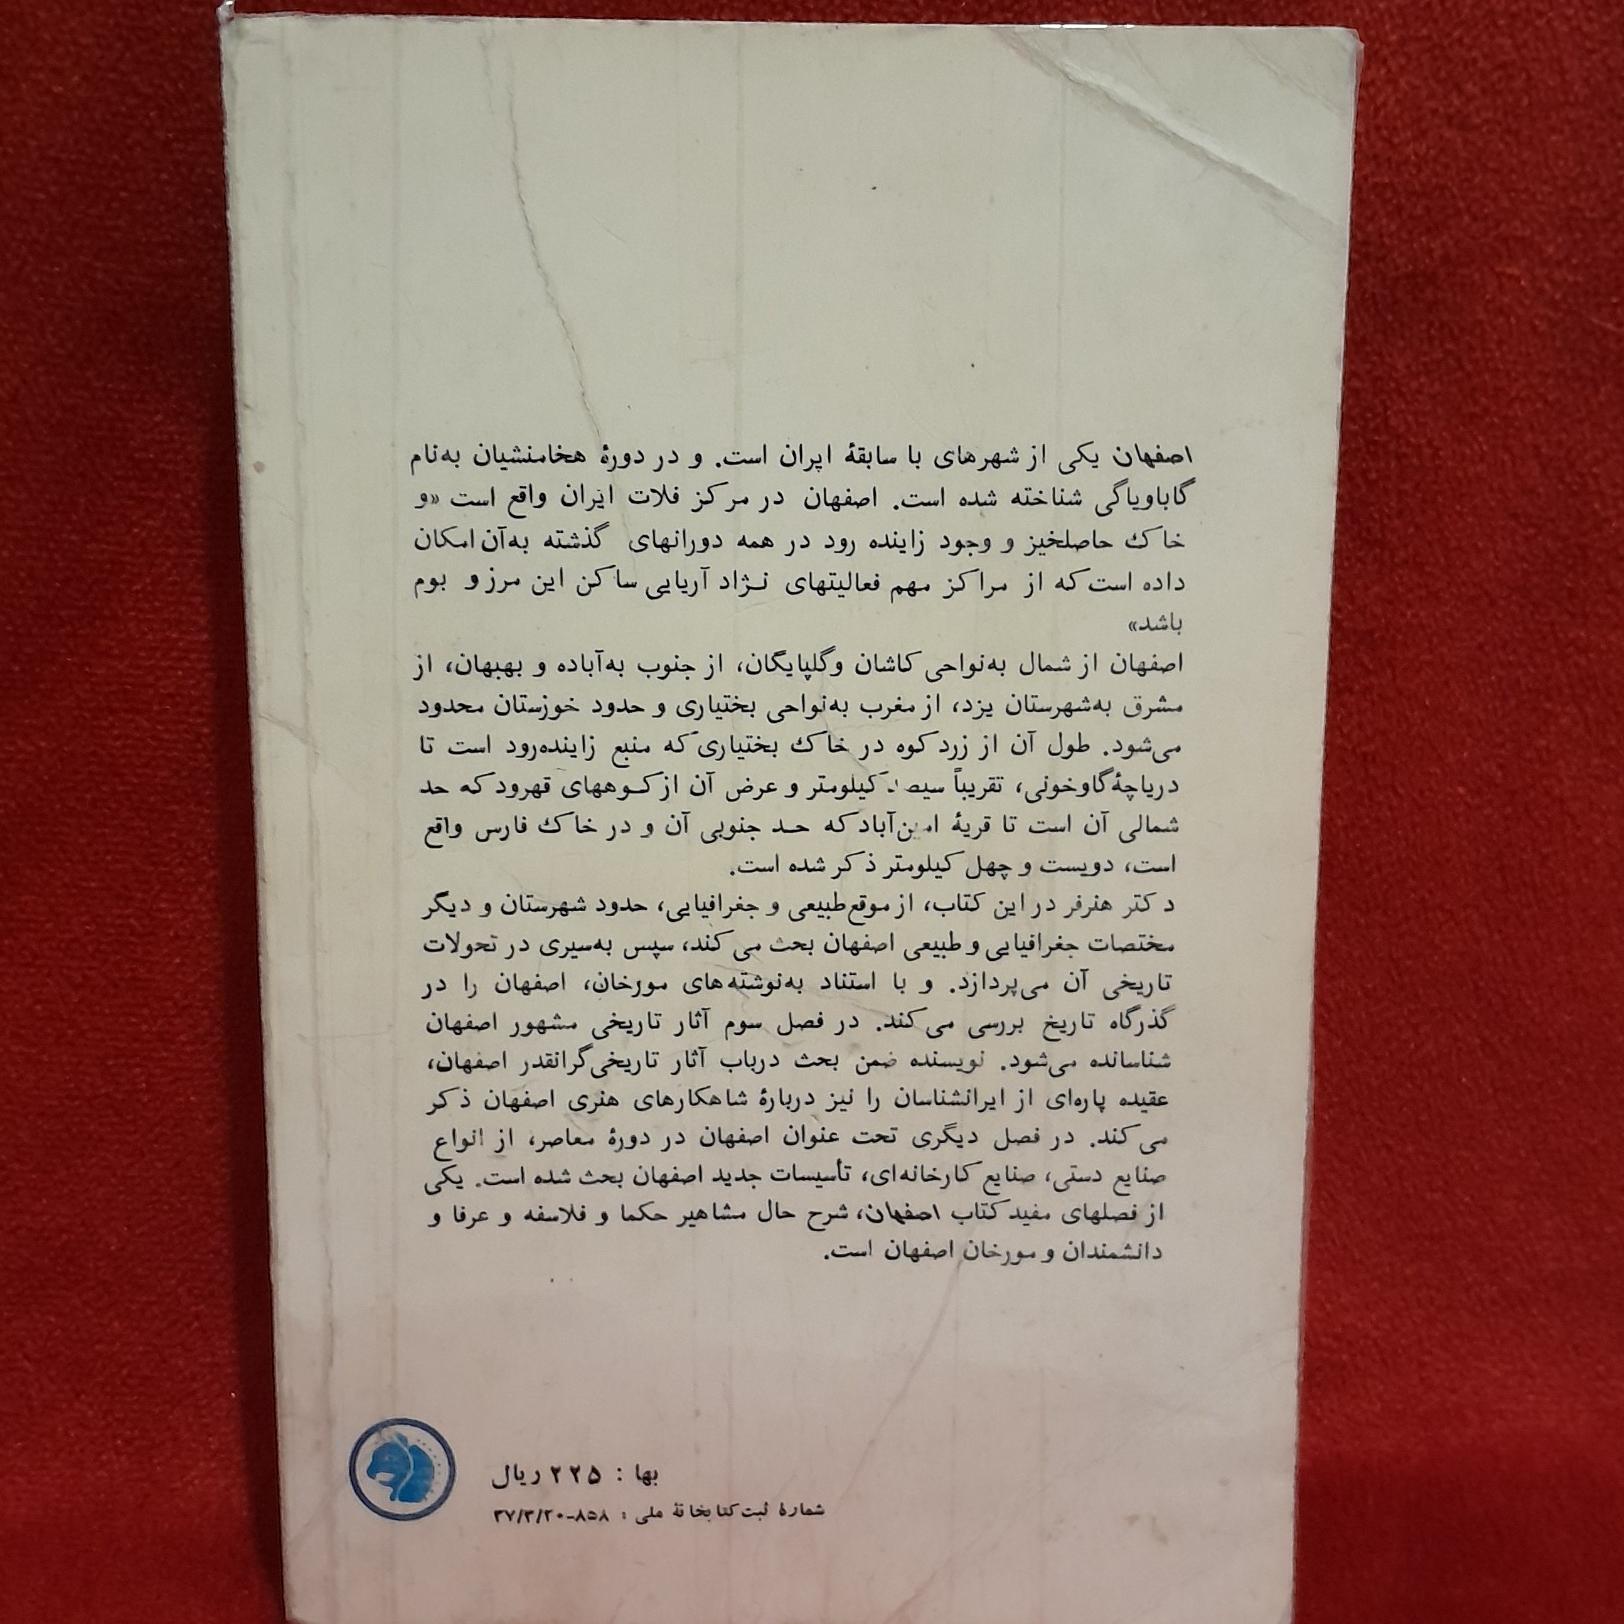 اصفهان یکی از شهرهای با سابقهٔ ایران است. و در دورهٔ هخامنشیان به‌نام
گاباویاگی شناخته شده است. اصفهان در مرکز فلات ایران واقع است «و
خاک حاصلخیز و وجود زاینده رود در همه دورانهای گذشته به‌آن امکان
داده است که از مراکز مهم فعالیتهای نژاد آریایی ساکن این مرز و بوم
باشد»
اصفهان از شمال به‌نواحی کاشان وگلپایگان، از جنوب به‌آباده و بهبهان، از
مشرق به‌شهرستان یزد، از مغرب به‌نواحی بختیاری و حدود خوزستان محدود
می‌شود. طول آن از زرد کوه در خاک بختیاری که منبع زاینده‌رود است تا
دریاچهٔ گاوخونی، تقریباً سیصد کیلومتر و عرض آن از کوههای قهرود که حد
شمالی آن است تا قریهٔ امین‌آباد که حد جنوبی آن و در خاک فارس واقع
است، دویست و چهل کیلومتر ذکر شده است.
دکتر هنرفر در این کتاب، از موقع طبیعی و جغرافیایی، حدود شهرستان و دیگر
مختصات جغرافیایی و طبیعی اصفهان بحث می‌کند، سپس به‌سیری در تحولات
تاریخی آن می‌پردازد. و با استناد به‌نوشته‌های مورخان، اصفهان را در
گذرگاه تاریخ بررسی می‌کند. در فصل سوم آثار تاریخی مشهور اصفهان
شناسانده می‌شود. نویسنده ضمن بحث درباب آثار تاریخی گرانقدر اصفهان،
عقیده پاره‌ای از ایرانشناسان را نیز دربارهٔ شاهکارهای هنری اصفهان ذکر
می‌کند. در فصل دیگری تحت عنوان اصفهان در دورهٔ معاصر، از انواع
صنایع دستی، صنایع کارخانه‌ای، تأسیسات جدید اصفهان بحث شده است. یکی
از فصلهای مفید کتاب اصفهان، شرح حال مشاهیر حکما و فلاسفه و عرفا و
دانشمندان و مورخان اصفهان است.
بها : ۲۲۵ ریال
شمارهٔ ثبت کتابخانهٔ ملی : ۸۵۸-۳۷/۳/۲۰